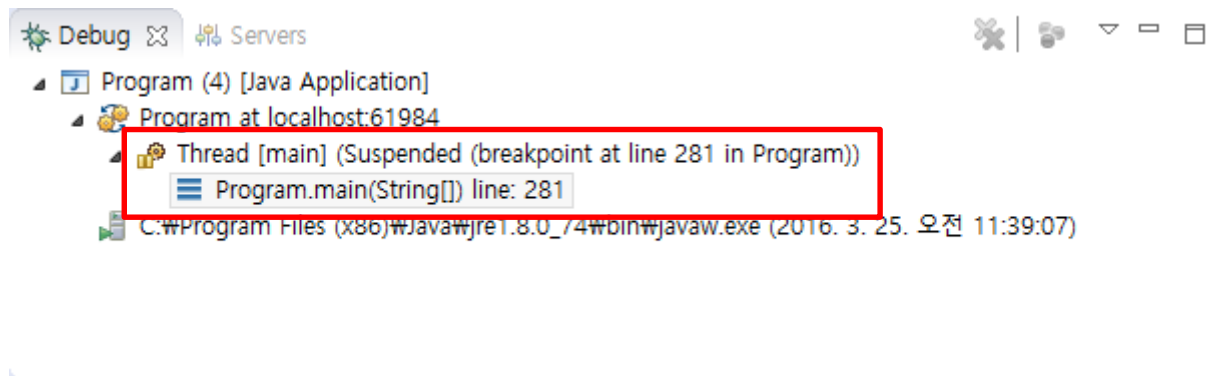 Debug Servers
Program (4) [Java Application]
Program at localhost:61984
Thread [main] (Suspended (breakpoint at line 281 in Program))
Program.main(String[]) line: 281
C:₩Program Files (x86)₩Java₩jre1.8.0_74₩bin₩javaw.exe (2016. 3. 25. 오전 11:39:07)